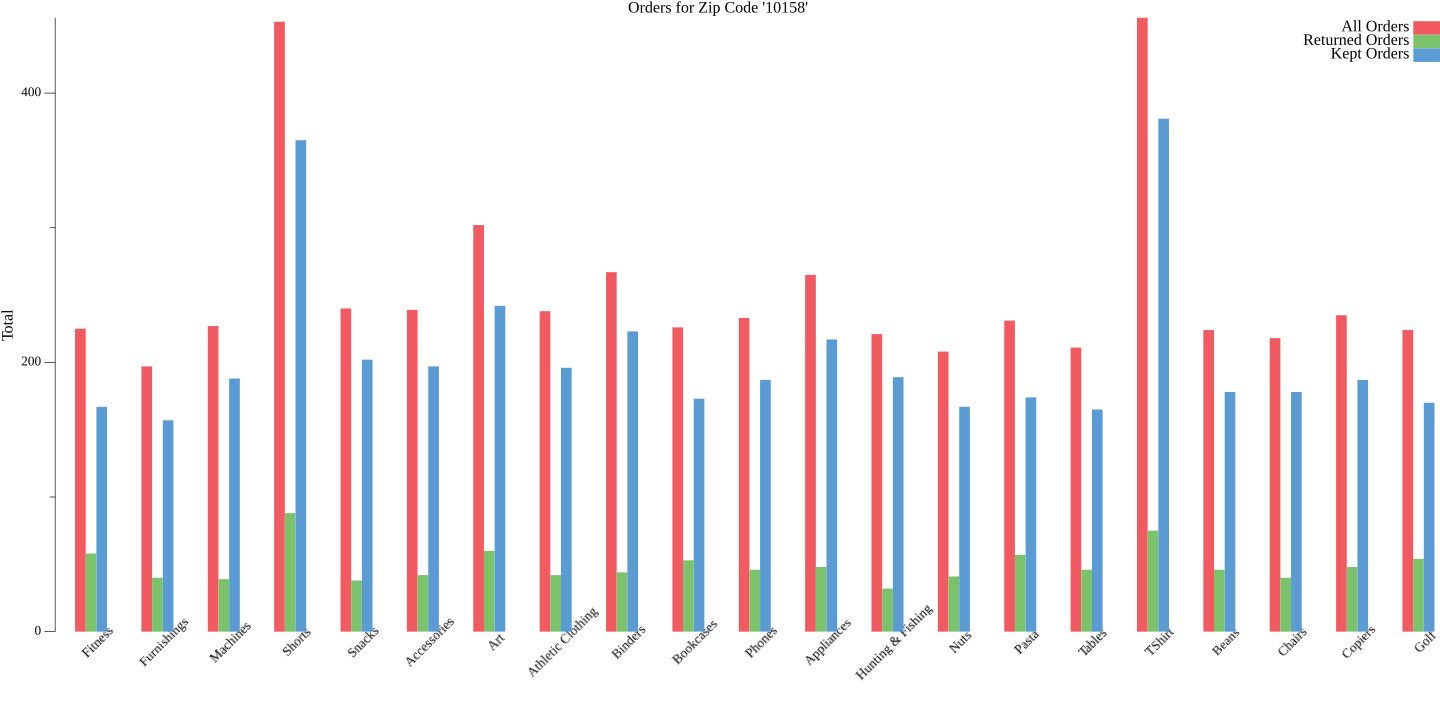 Orders for Zip Code '10158'
All Orders
Returned Orders
Kept Orders
Total
400
200
0
Fitness
Furnishings
Machines
Shorts
Snacks
Accessories
Art
Athletic Clothing
Binders
Bookcases
Phones
Appliances
Hunting & Fishing
Nuts
Pasta
Tables
TShirt
Beans
Chairs
Copiers
Golf